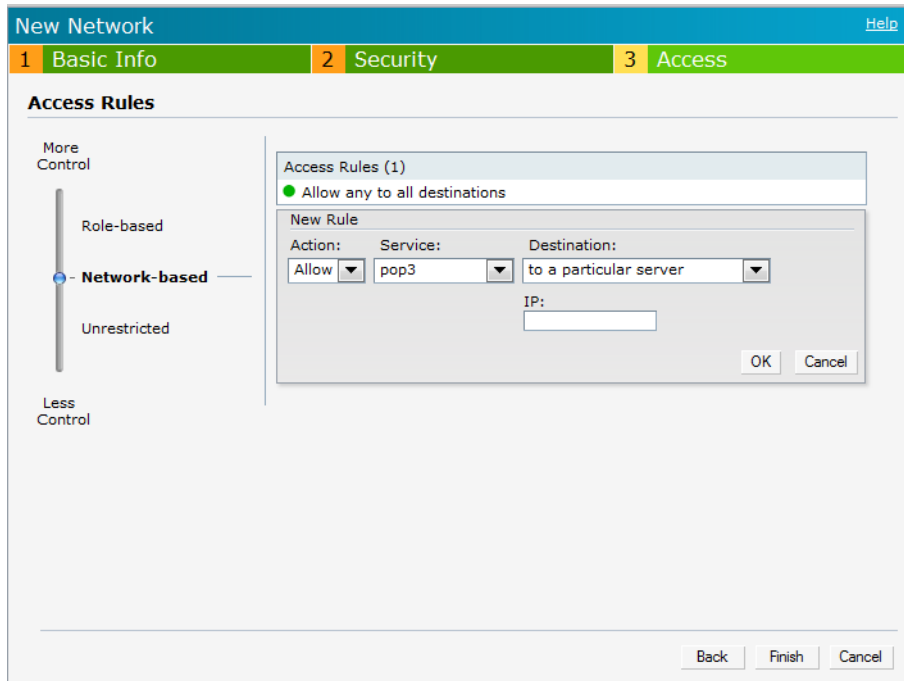 New Network
Help
1 Basic Info
2 Security
3 Access
Access Rules
More
Control
Role-based
Network-based
Unrestricted
Less
Control
Access Rules (1)
Allow any to all destinations
New Rule
Action: Service: Destination:
Allow pop3 to a particular server
IP:
OK Cancel
Back Finish Cancel